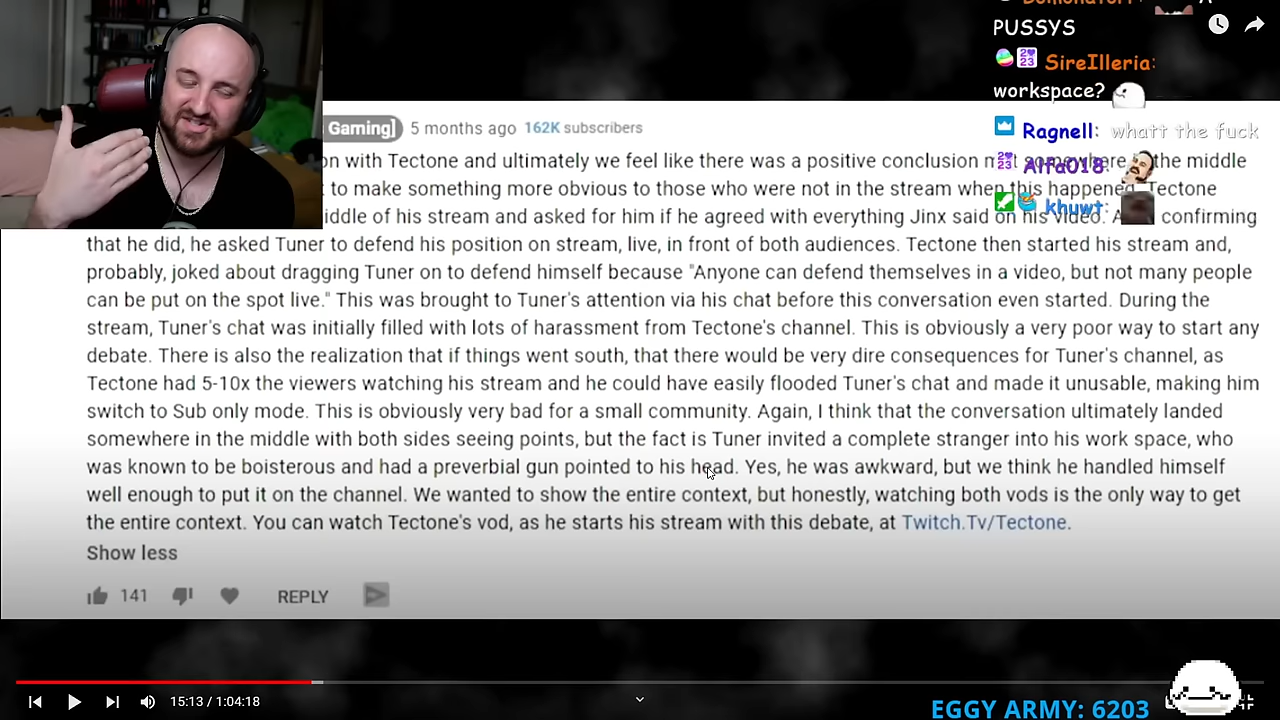 PUSSYS
SireIlleria:
workspace?
Gaming] 5 months ago 162K subscribers
Ragnell: whatt the fuck
on with Tectone and ultimately we feel like there was a positive conclusion the middle
Alfa018:
to make something more obvious to those who were not in the stream when this happened. Tectone
khuwt:
iddle of his stream and asked for him if he agreed with everything Jinx said on his video. confirming
that he did, he asked Tuner to defend his position on stream, live, in front of both audiences. Tectone then started his stream and,
probably, joked about dragging Tuner on to defend himself because "Anyone can defend themselves in a video, but not many people
can be put on the spot live." This was brought to Tuner's attention via his chat before this conversation even started. During the
stream, Tuner's chat was initially filled with lots of harassment from Tectone's channel. This is obviously a very poor way to start any
debate. There is also the realization that if things went south, that there would be very dire consequences for Tuner's channel, as
Tectone had 5-10x the viewers watching his stream and he could have easily flooded Tuner's chat and made it unusable, making him
switch to Sub only mode. This is obviously very bad for a small community. Again, I think that the conversation ultimately landed
somewhere in the middle with both sides seeing points, but the fact is Tuner invited a complete stranger into his work space, who
was known to be boisterous and had a preverbial gun pointed to his head. Yes, he was awkward, but we think he handled himself
well enough to put it on the channel. We wanted to show the entire context, but honestly, watching both vods is the only way to get
the entire context. You can watch Tectone's vod, as he starts his stream with this debate, at Twitch.Tv/Tectone.
Show less
141 REPLY
15:13 / 1:04:18
EGGY ARMY: 6203